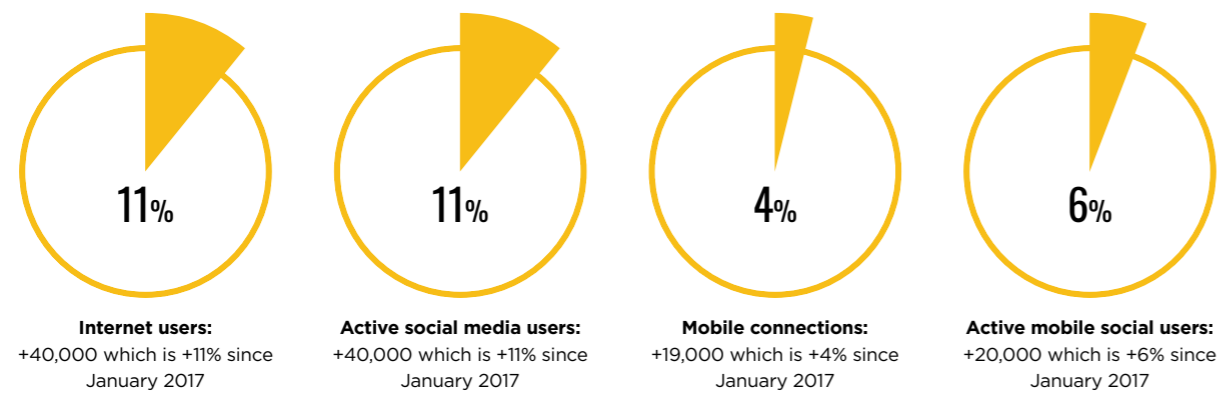 11%
11%
4%
6%
Internet users:
+40,000 which is +11% since
January 2017
Active social media users:
+40,000 which is +11% since
January 2017
Mobile connections:
+19,000 which is +4% since
January 2017
Active mobile social users:
+20,000 which is +6% since
January 2017